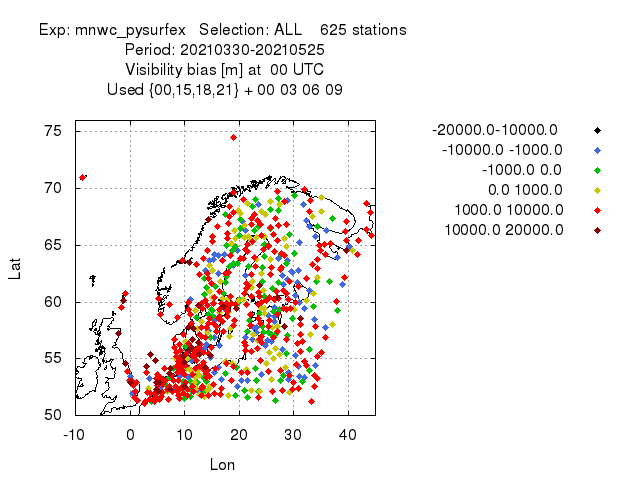 Exp: mnwc_pysurfex   Selection: ALL    625 stations
Period: 20210330-20210525
Visibility bias [m] at  00 UTC
Used {00,15,18,21} + 00 03 06 09
-20000.0-10000.0
-10000.0 -1000.0
-1000.0 0.0
0.0 1000.0
1000.0 10000.0
10000.0 20000.0
75
70
65
60
55
50
Lat
-10 0 10 20 30 40
Lon